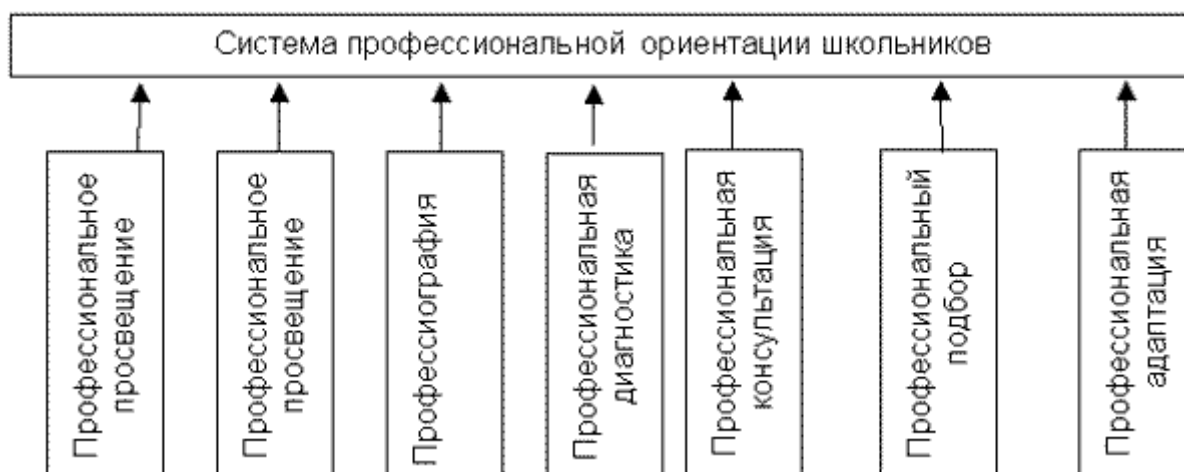 Система профессиональной ориентации школьников
Профессиональное
просвещение
Профессиональное
просвещение
Профессиография
Профессиональная
диагностика
Профессиональная
консультация
Профессиональный
подбор
Профессиональная
адаптация